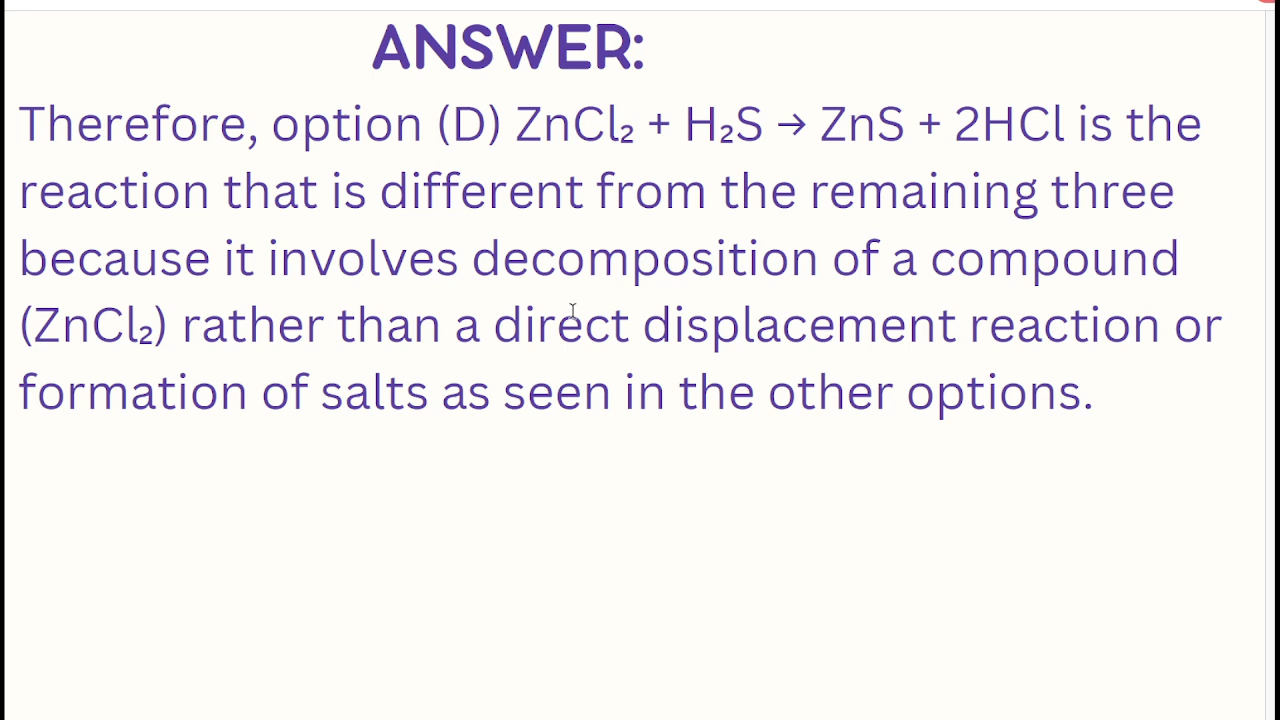 ANSWER:
Therefore, option (D) ZnCl₂ + H₂S → ZnS + 2HCl is the
reaction that is different from the remaining three
because it involves decomposition of a compound
(ZnCl₂) rather than a direct displacement reaction or
formation of salts as seen in the other options.